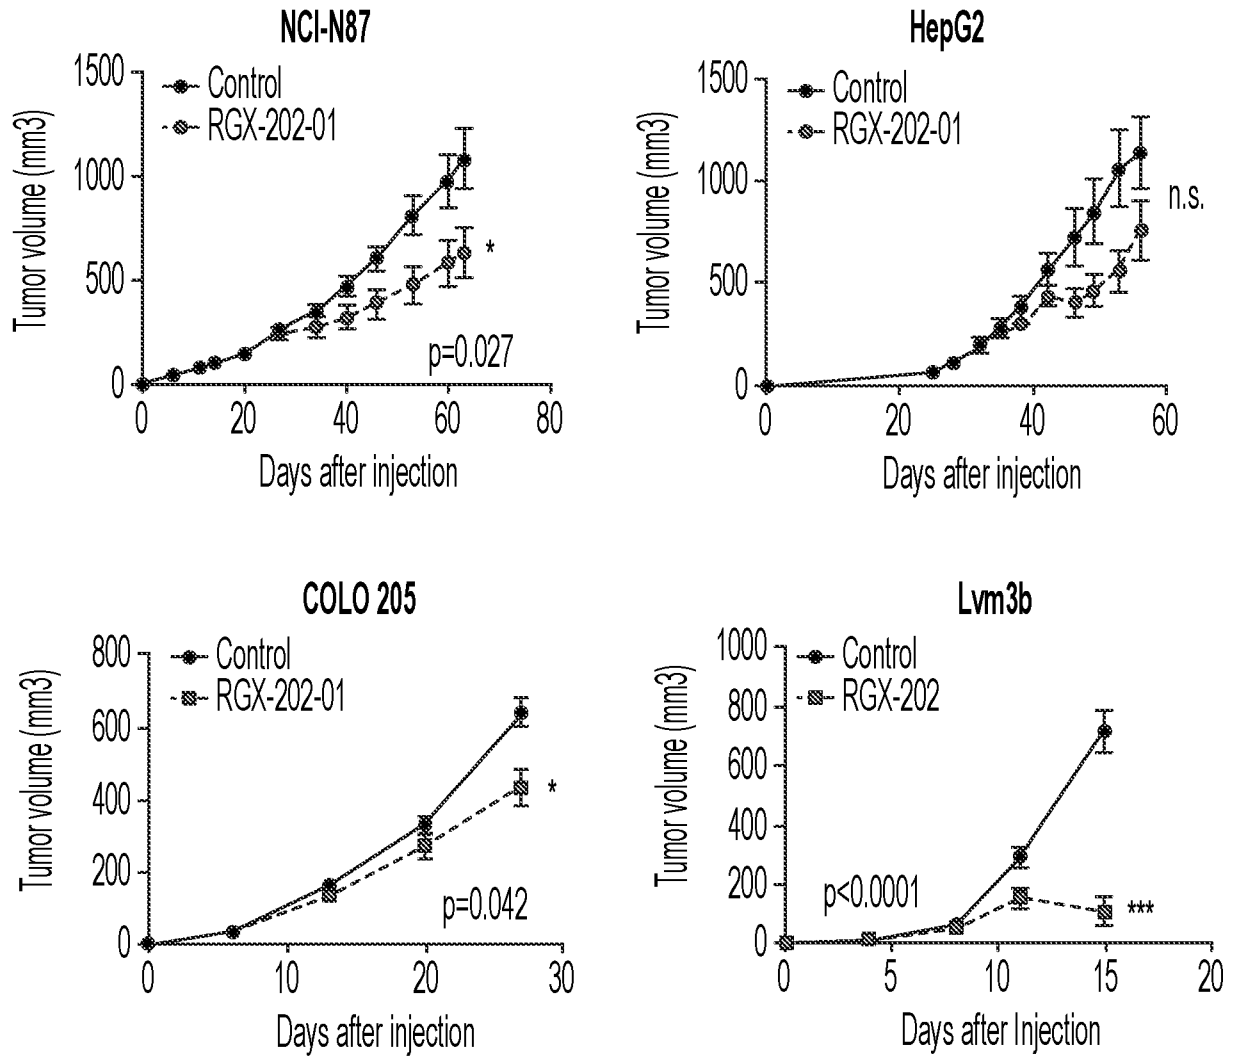 NCI-N87
Control
RGX-202-01
Tumor volume (mm3)
1500
1000
500
0
*
p=0.027
0 20 40 60 80
Days after injection
HepG2
Control
RGX-202-01
Tumor volume (mm3)
1500
1000
500
0
n.s.
0 20 40 60
Days after injection
COLO 205
Control
RGX-202-01
Tumor volume (mm3)
800
600
400
200
0
*
p=0.042
0 10 20 30
Days after injection
Lvm3b
Control
RGX-202
Tumor volume (mm3)
1000
800
600
400
200
0
p<0.0001
***
0 5 10 15 20
Days after Injection